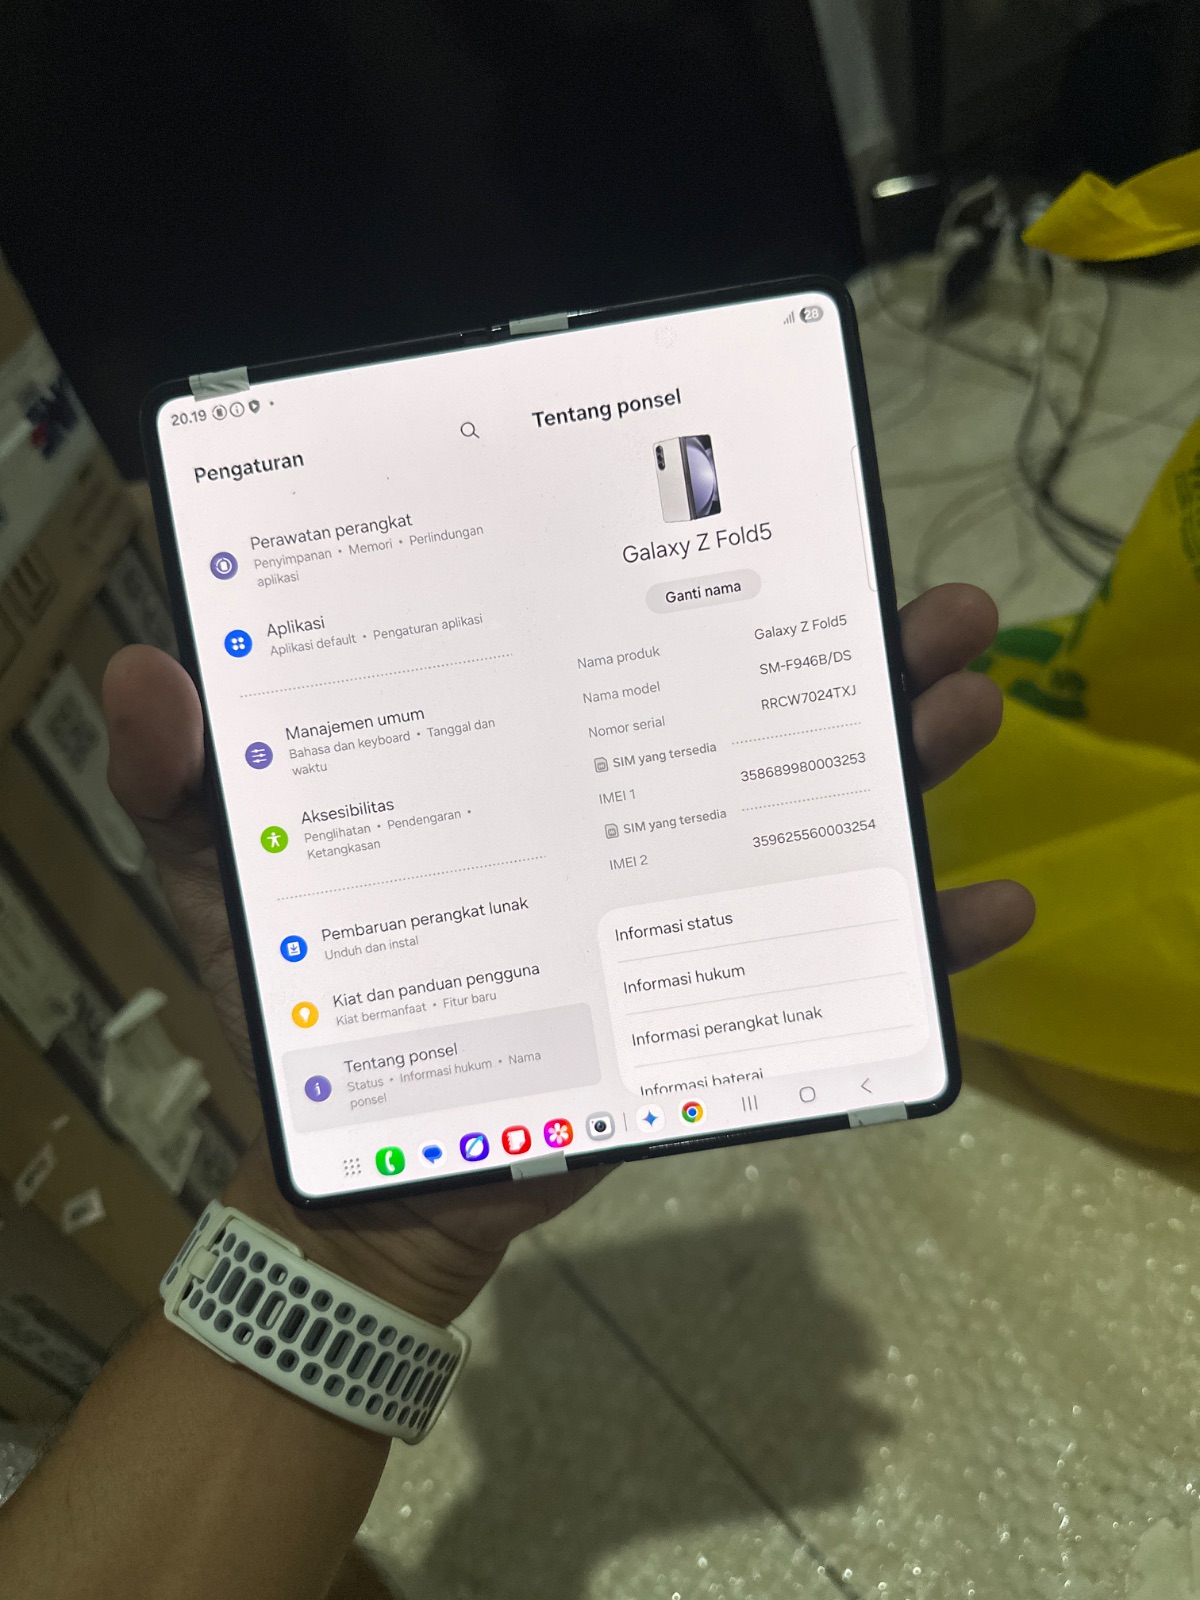 20.19
28
Pengaturan
Perawatan perangkat
Penyimpanan • Memori • Perlindungan
aplikasi
Aplikasi
Aplikasi default • Pengaturan aplikasi
Manajemen umum
Bahasa dan keyboard • Tanggal dan
waktu
Aksesibilitas
Penglihatan • Pendengaran •
Ketangkasan
Pembaruan perangkat lunak
Unduh dan instal
Kiat dan panduan pengguna
Kiat bermanfaat • Fitur baru
Tentang ponsel
Status • Informasi hukum • Nama
ponsel
Tentang ponsel
Galaxy Z Fold5
Ganti nama
Nama produk Galaxy Z Fold5
Nama model SM-F946B/DS
Nomor serial RRCW7024TXJ
SIM yang tersedia
IMEI 1 358689980003253
SIM yang tersedia
IMEI 2 359625560003254
Informasi status
Informasi hukum
Informasi perangkat lunak
Informasi baterai